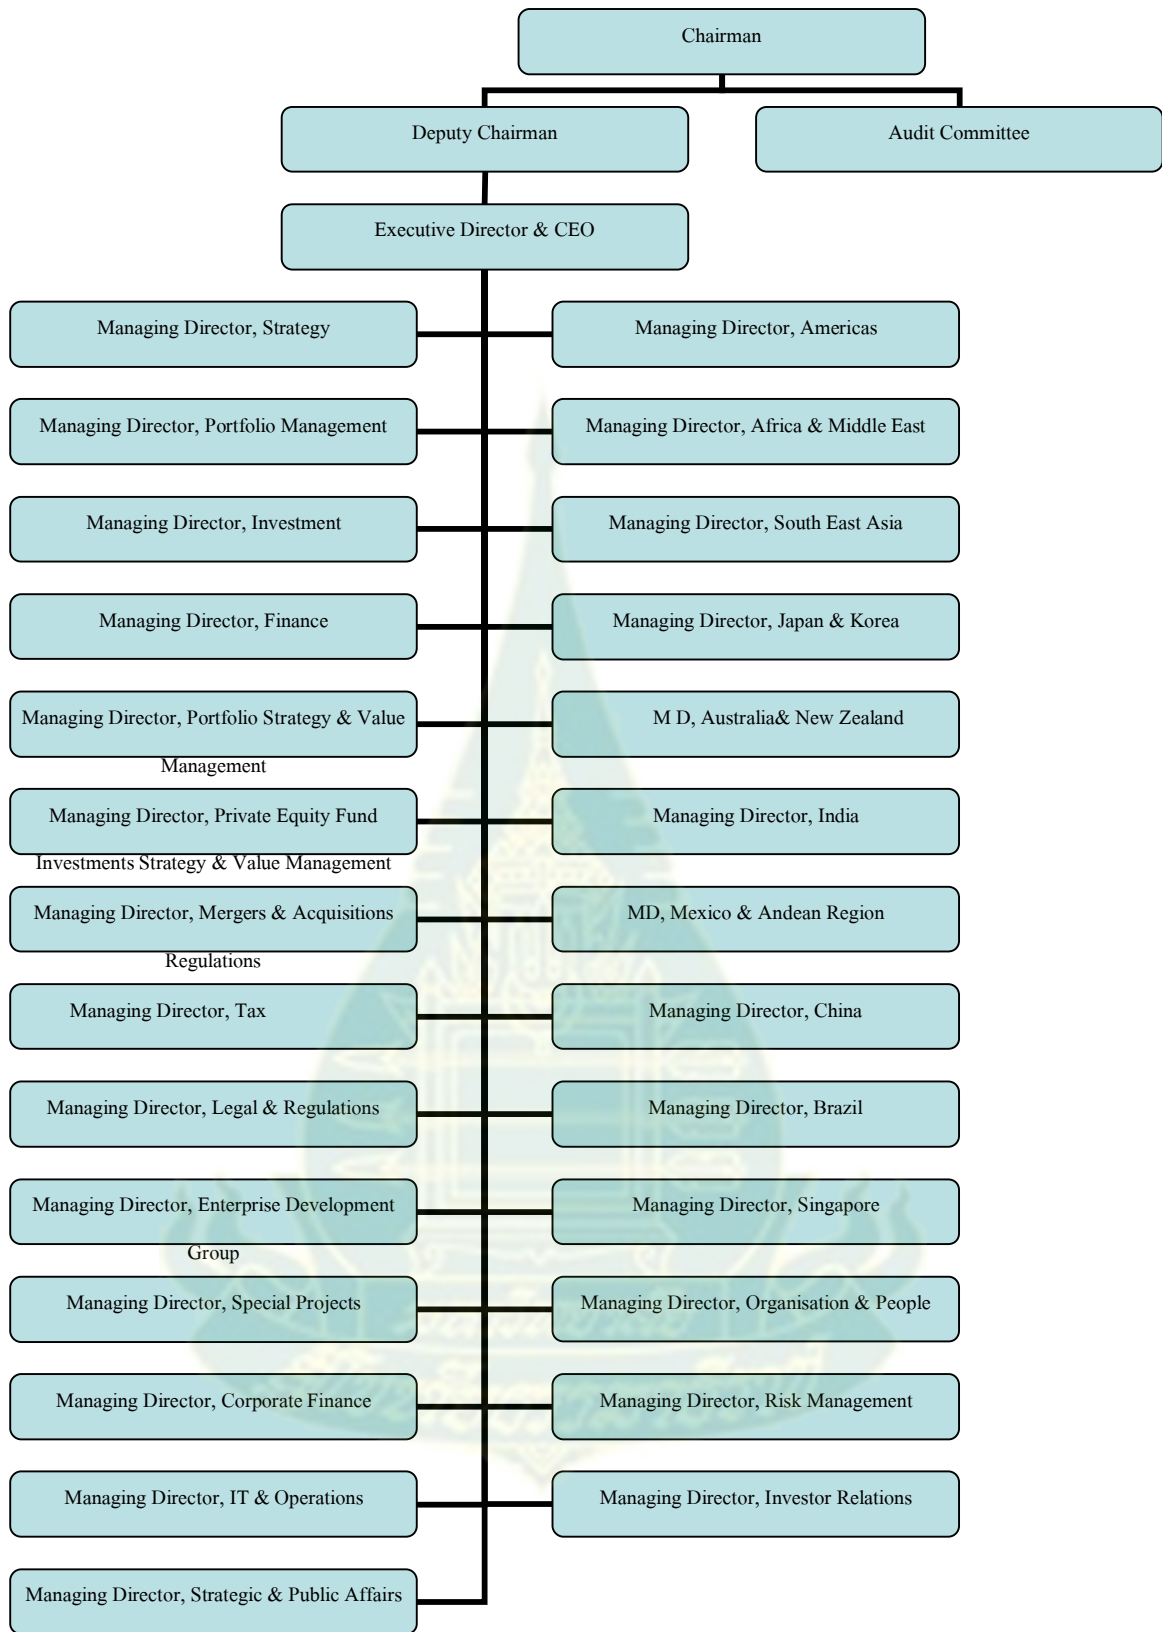 Chairman
Deputy Chairman
Audit Committee
Executive Director & CEO
Managing Director, Strategy
Managing Director, Americas
Managing Director, Portfolio Management
Managing Director, Africa & Middle East
Managing Director, Investment
Managing Director, South East Asia
Managing Director, Finance
Managing Director, Japan & Korea
Managing Director, Portfolio Strategy & Value
Management
M D, Australia& New Zealand
Managing Director, Private Equity Fund
Investments Strategy & Value Management
Managing Director, India
Managing Director, Mergers & Acquisitions
Regulations
MD, Mexico & Andean Region
Managing Director, Tax
Managing Director, China
Managing Director, Legal & Regulations
Managing Director, Brazil
Managing Director, Enterprise Development
Group
Managing Director, Singapore
Managing Director, Special Projects
Managing Director, Organisation & People
Managing Director, Corporate Finance
Managing Director, Risk Management
Managing Director, IT & Operations
Managing Director, Investor Relations
Managing Director, Strategic & Public Affairs